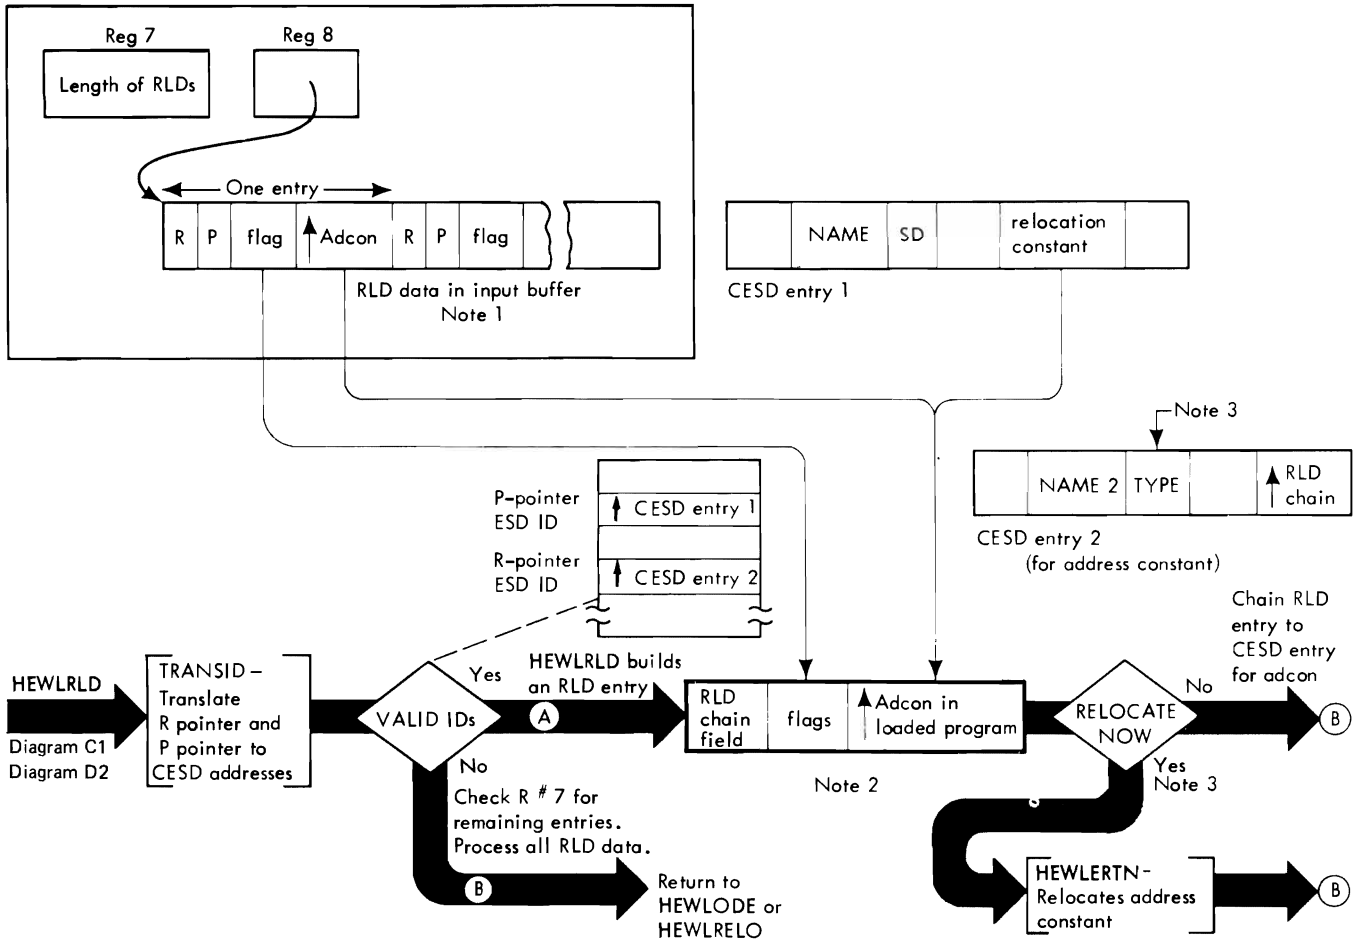 Reg 7
Reg 8
Length of RLDs
One entry
R P flag Adcon R P flag
RLD data in input buffer
Note 1
NAME SD relocation
constant
CESD entry 1
Note 3
NAME 2 TYPE RLD
chain
CESD entry 2
(for address constant)
P-pointer
ESD ID
CESD entry 1
R-pointer
ESD ID
CESD entry 2
Chain RLD
entry to
CESD entry
for adcon
HEWLRLD
Diagram C1
Diagram D2
TRANSID-
Translate
R pointer and
P pointer to
CESD addresses
VALID IDs
Yes
HEWLRLD builds
an RLD entry
A
RLD
chain
field
flags
Adcon in
loaded program
Note 2
RELOCATE
NOW
No
B
Yes
Note 3
No
Check R # 7 for
remaining entries.
Process all RLD data.
B
Return to
HEWLODE or
HEWLRELO
HEWLERTN-
Relocates address
constant
B